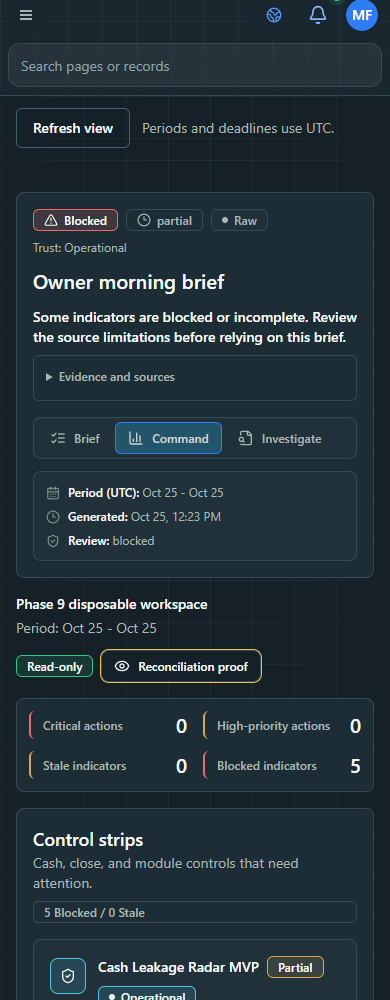 MF
Search pages or records
Refresh view Periods and deadlines use UTC.
Blocked partial Raw
Trust: Operational
Owner morning brief
Some indicators are blocked or incomplete. Review
the source limitations before relying on this brief.
Evidence and sources
Brief Command Investigate
Period (UTC): Oct 25 - Oct 25
Generated: Oct 25, 12:23 PM
Review: blocked
Phase 9 disposable workspace
Period: Oct 25 - Oct 25
Read-only Reconciliation proof
Critical actions 0 High-priority actions 0
Stale indicators 0 Blocked indicators 5
Control strips
Cash, close, and module controls that need
attention.
5 Blocked / 0 Stale
Cash Leakage Radar MVP Partial
Operational